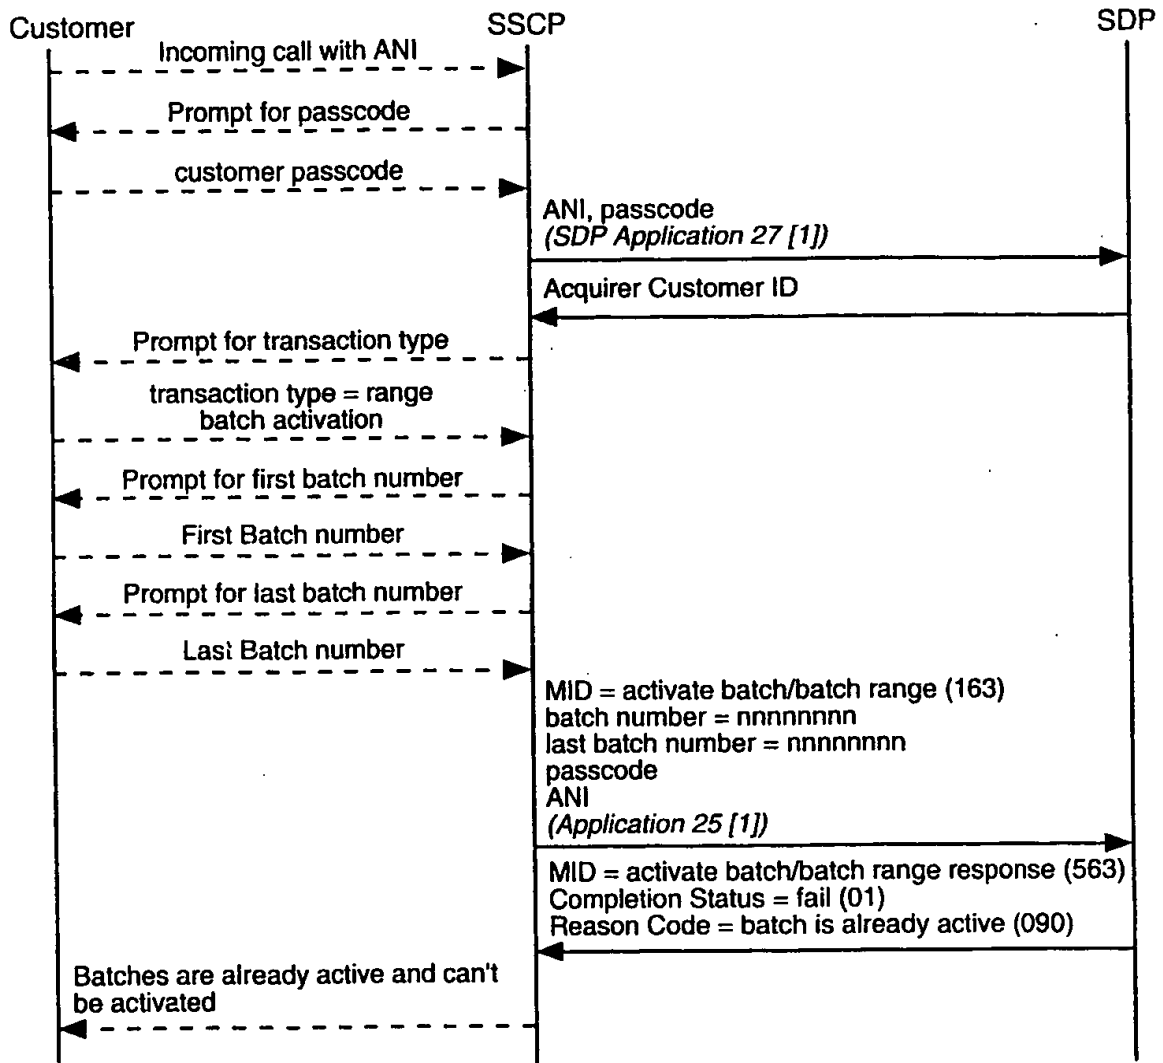 Customer
SSCP
SDP
Incoming call with ANI
Prompt for passcode
customer passcode
ANI, passcode
(SDP Application 27 [1])
Acquirer Customer ID
Prompt for transaction type
transaction type = range
batch activation
Prompt for first batch number
First Batch number
Prompt for last batch number
Last Batch number
MID = activate batch/batch range (163)
batch number = nnnnnnnnn
last batch number = nnnnnnnnn
passcode
ANI
(Application 25 [1])
MID = activate batch/batch range response (563)
Completion Status = fail (01)
Reason Code = batch is already active (090)
Batches are already active and can't
be activated